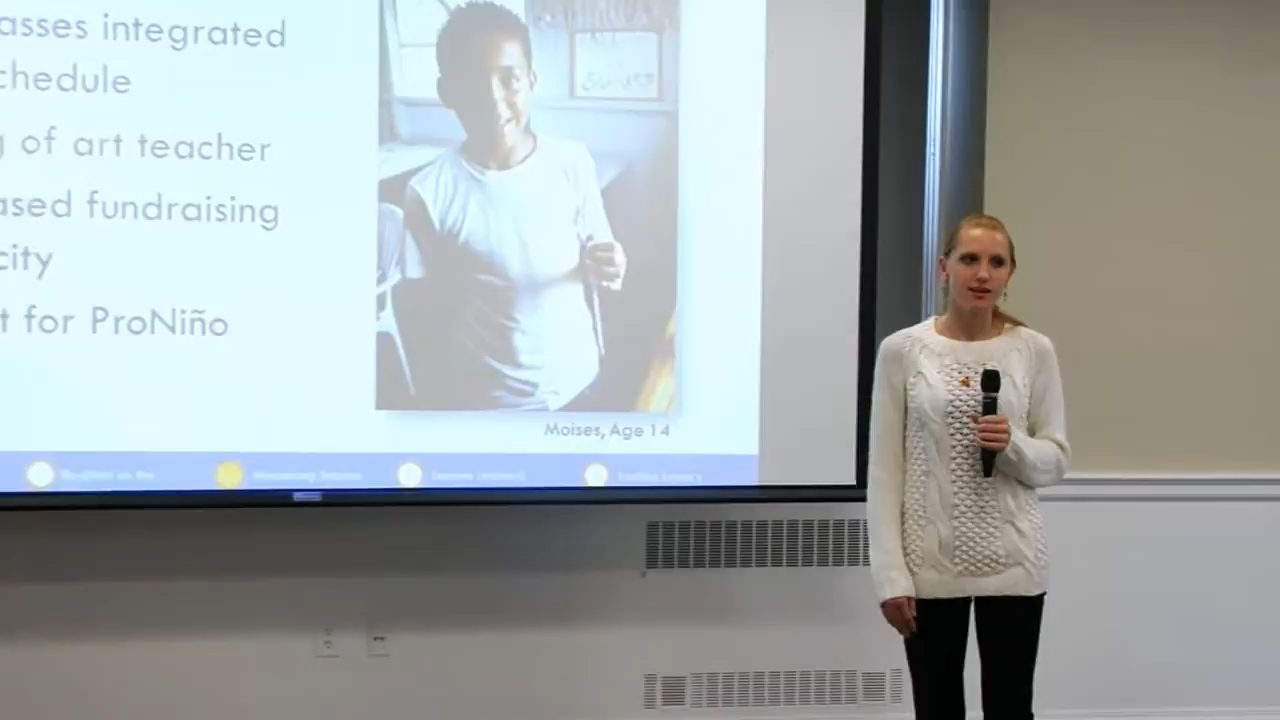 asses integrated
chedule
g of art teacher
ased fundraising
city
t for ProNiño
Moises, Age 14